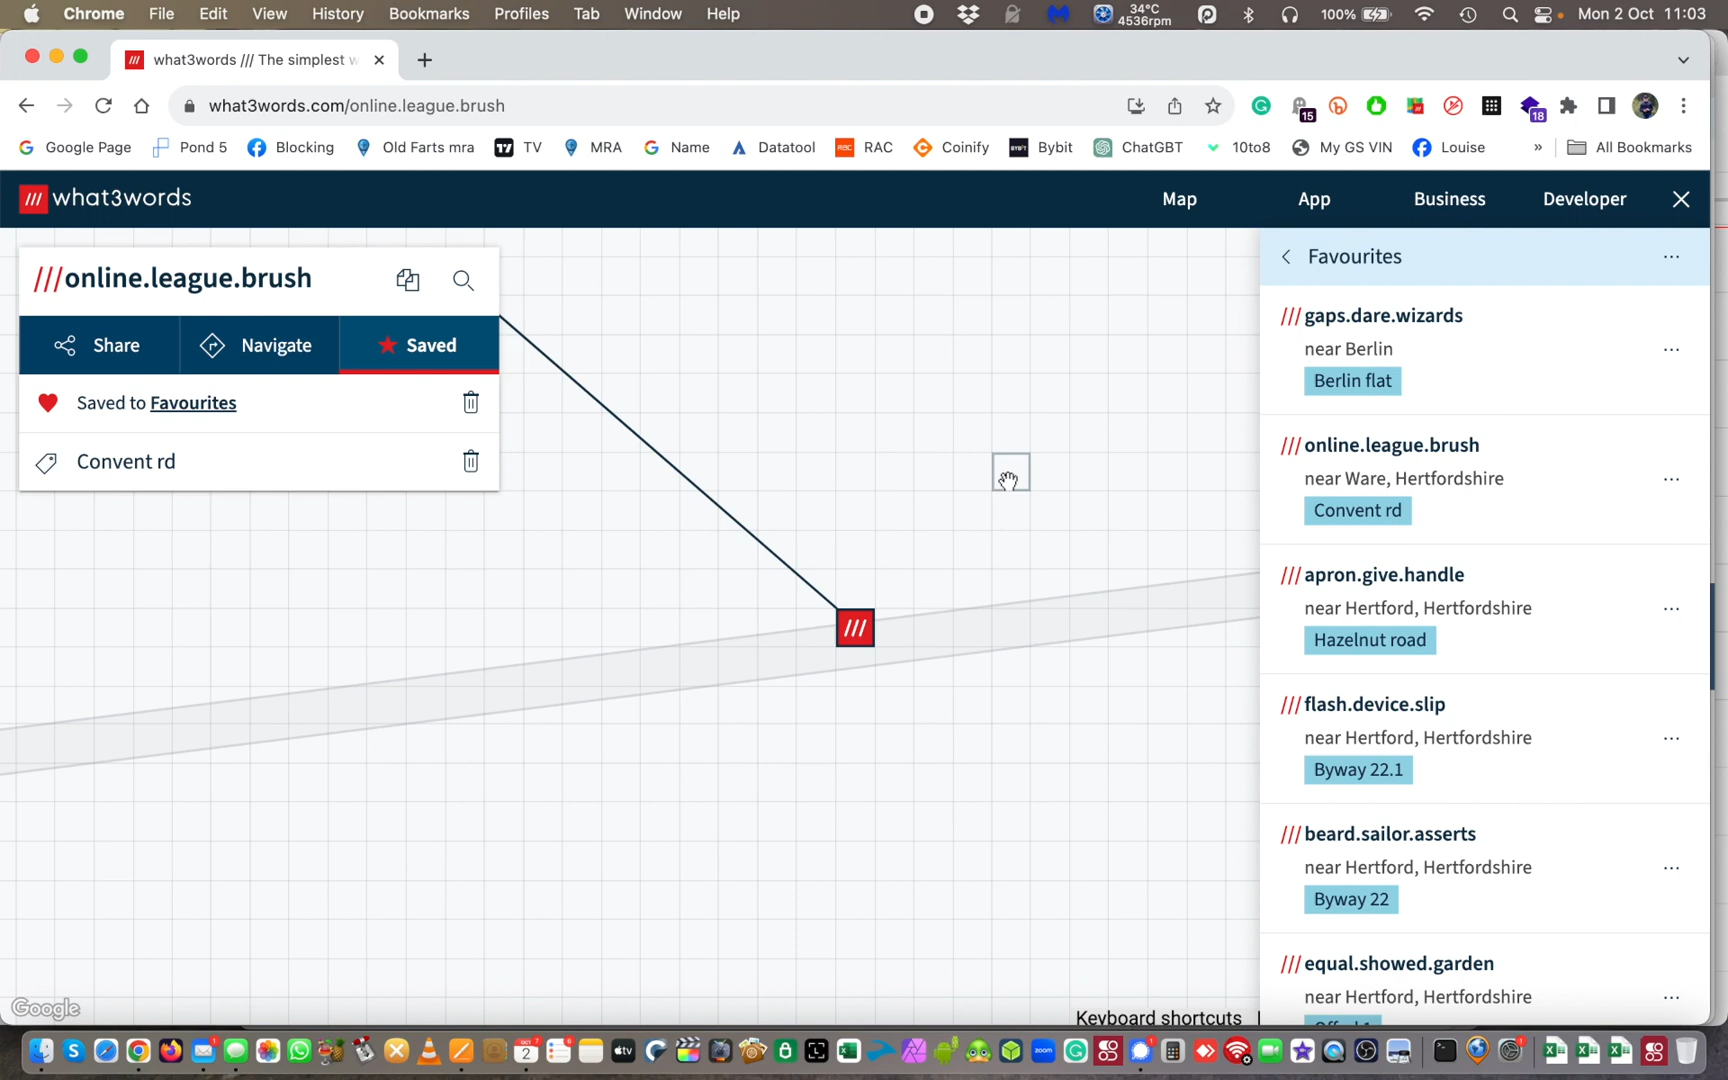 Chrome File Edit View History Bookmarks Profiles Tab Window Help 34°C 4536rpm 100% Mon 2 Oct 11:03
what3words /// The simplest w
what3words.com/online.league.brush 15 18
Google Page Pond 5 Blocking Old Farts mra TV MRA Name Datatool RAC Coinify Bybit ChatGBT 10to8 My GS VIN Louise » All Bookmarks
/// what3words Map App Business Developer
///online.league.brush
Share Navigate Saved
Saved to Favourites
Convent rd
///
Favourites
///gaps.dare.wizards
near Berlin
Berlin flat
///online.league.brush
near Ware, Hertfordshire
Convent rd
///apron.give.handle
near Hertford, Hertfordshire
Hazelnut road
///flash.device.slip
near Hertford, Hertfordshire
Byway 22.1
///beard.sailor.asserts
near Hertford, Hertfordshire
Byway 22
///equal.showed.garden
near Hertford, Hertfordshire
Google
Keyboard shortcuts